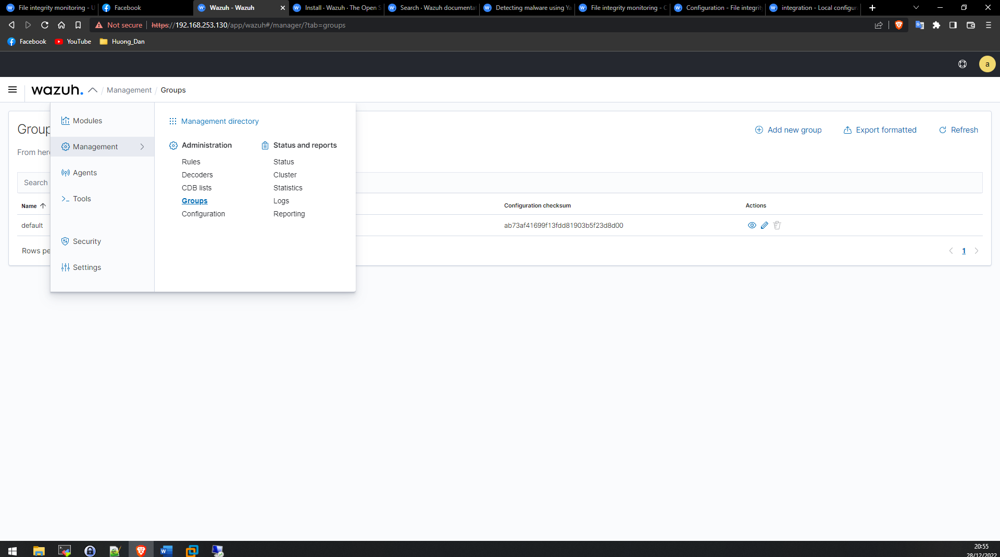 File integrity monitoring - U
Facebook
Wazuh - Wazuh
Install · Wazuh · The Open S
Search · Wazuh documentat
Detecting malware using Ya
File integrity monitoring - C
Configuration - File integrity
integration - Local configur
Not secure
https://192.168.253.130/app/wazuh#/manager/?tab=groups
Facebook
YouTube
Huong_Dan
a
wazuh. / Management / Groups
Modules
Management
Agents
Tools
Security
Settings
Management directory
Administration
Rules
Decoders
CDB lists
Groups
Configuration
Status and reports
Status
Cluster
Statistics
Logs
Reporting
Group
Add new group
Export formatted
Refresh
From her
Search
Name
Configuration checksum
Actions
default
ab73af41699f13fdd81903b5f23d8d00
Rows pe
1
20:55
28/12/2022